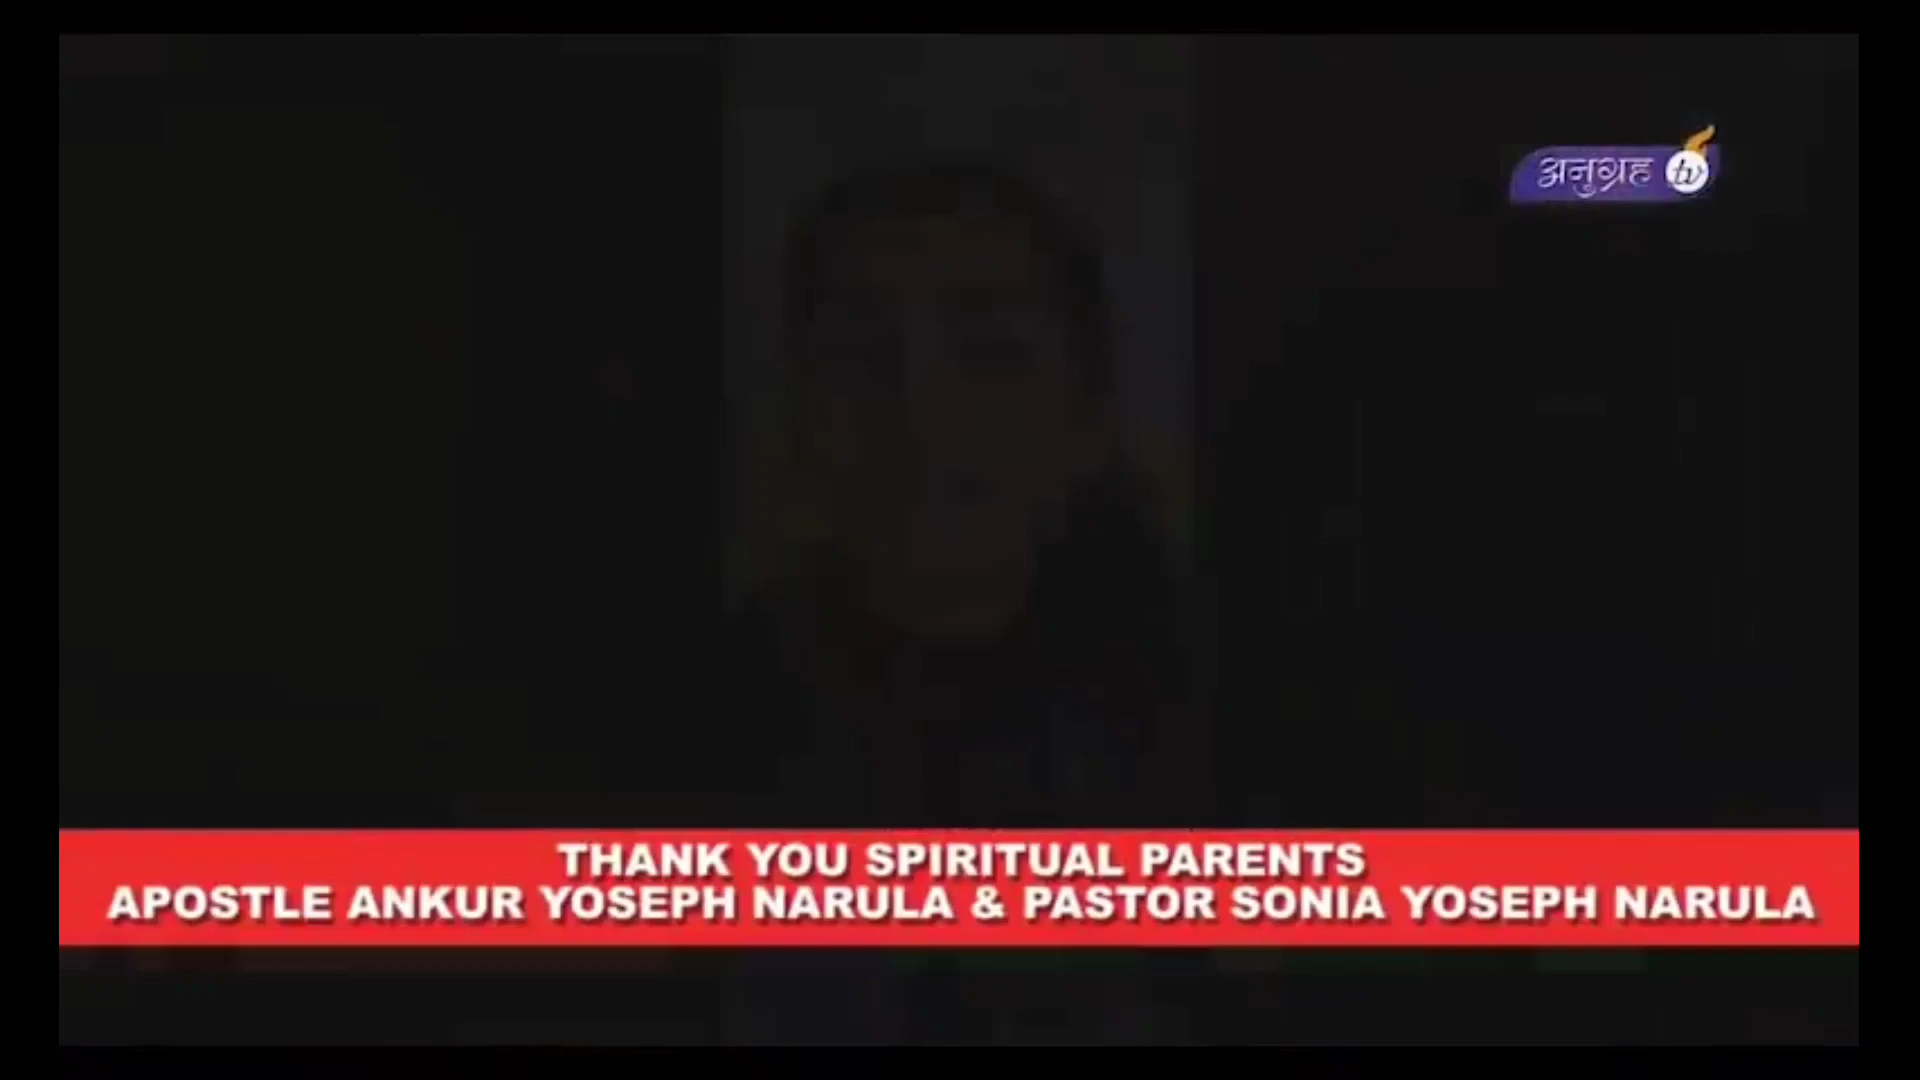 अनुग्रह tv
THANK YOU SPIRITUAL PARENTS
APOSTLE ANKUR YOSEPH NARULA & PASTOR SONIA YOSEPH NARULA